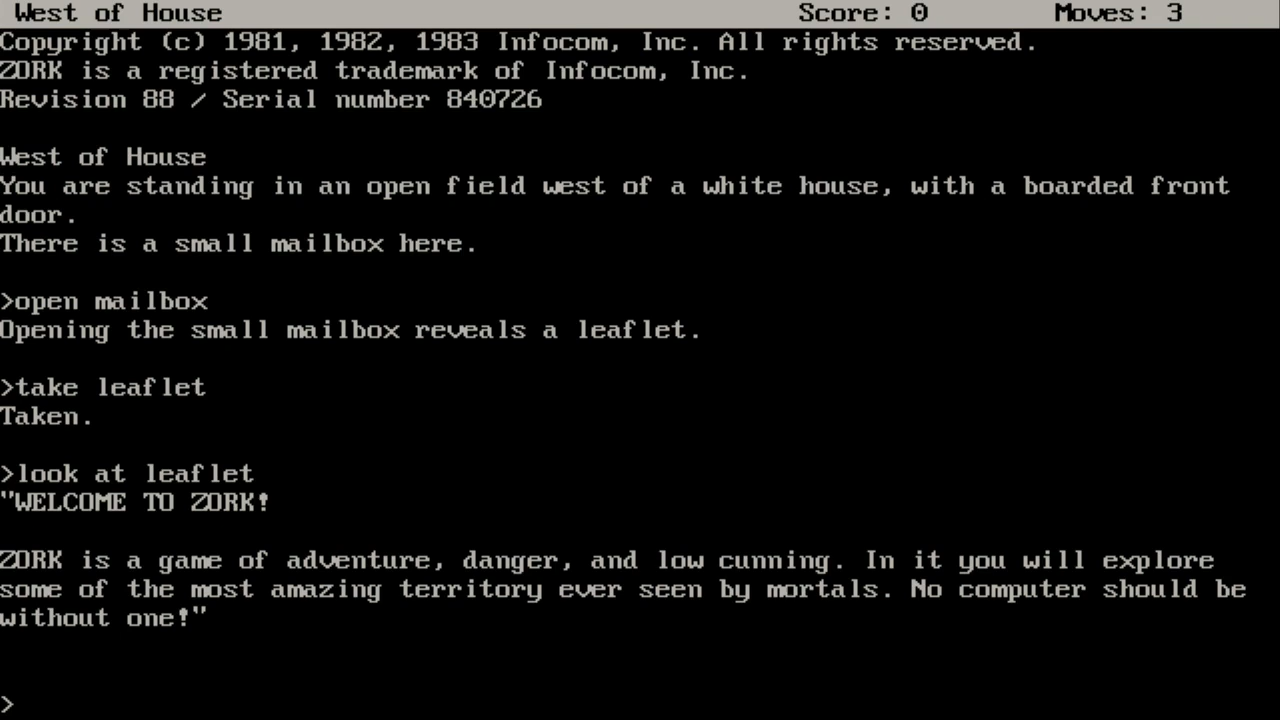 West of House Score: 0 Moves: 3
Copyright (c) 1981, 1982, 1983 Infocom, Inc. All rights reserved.
ZORK is a registered trademark of Infocom, Inc.
Revision 88 / Serial number 840726
West of House
You are standing in an open field west of a white house, with a boarded front
door.
There is a small mailbox here.
>open mailbox
Opening the small mailbox reveals a leaflet.
>take leaflet
Taken.
>look at leaflet
"WELCOME TO ZORK!
ZORK is a game of adventure, danger, and low cunning. In it you will explore
some of the most amazing territory ever seen by mortals. No computer should be
without one!"
>